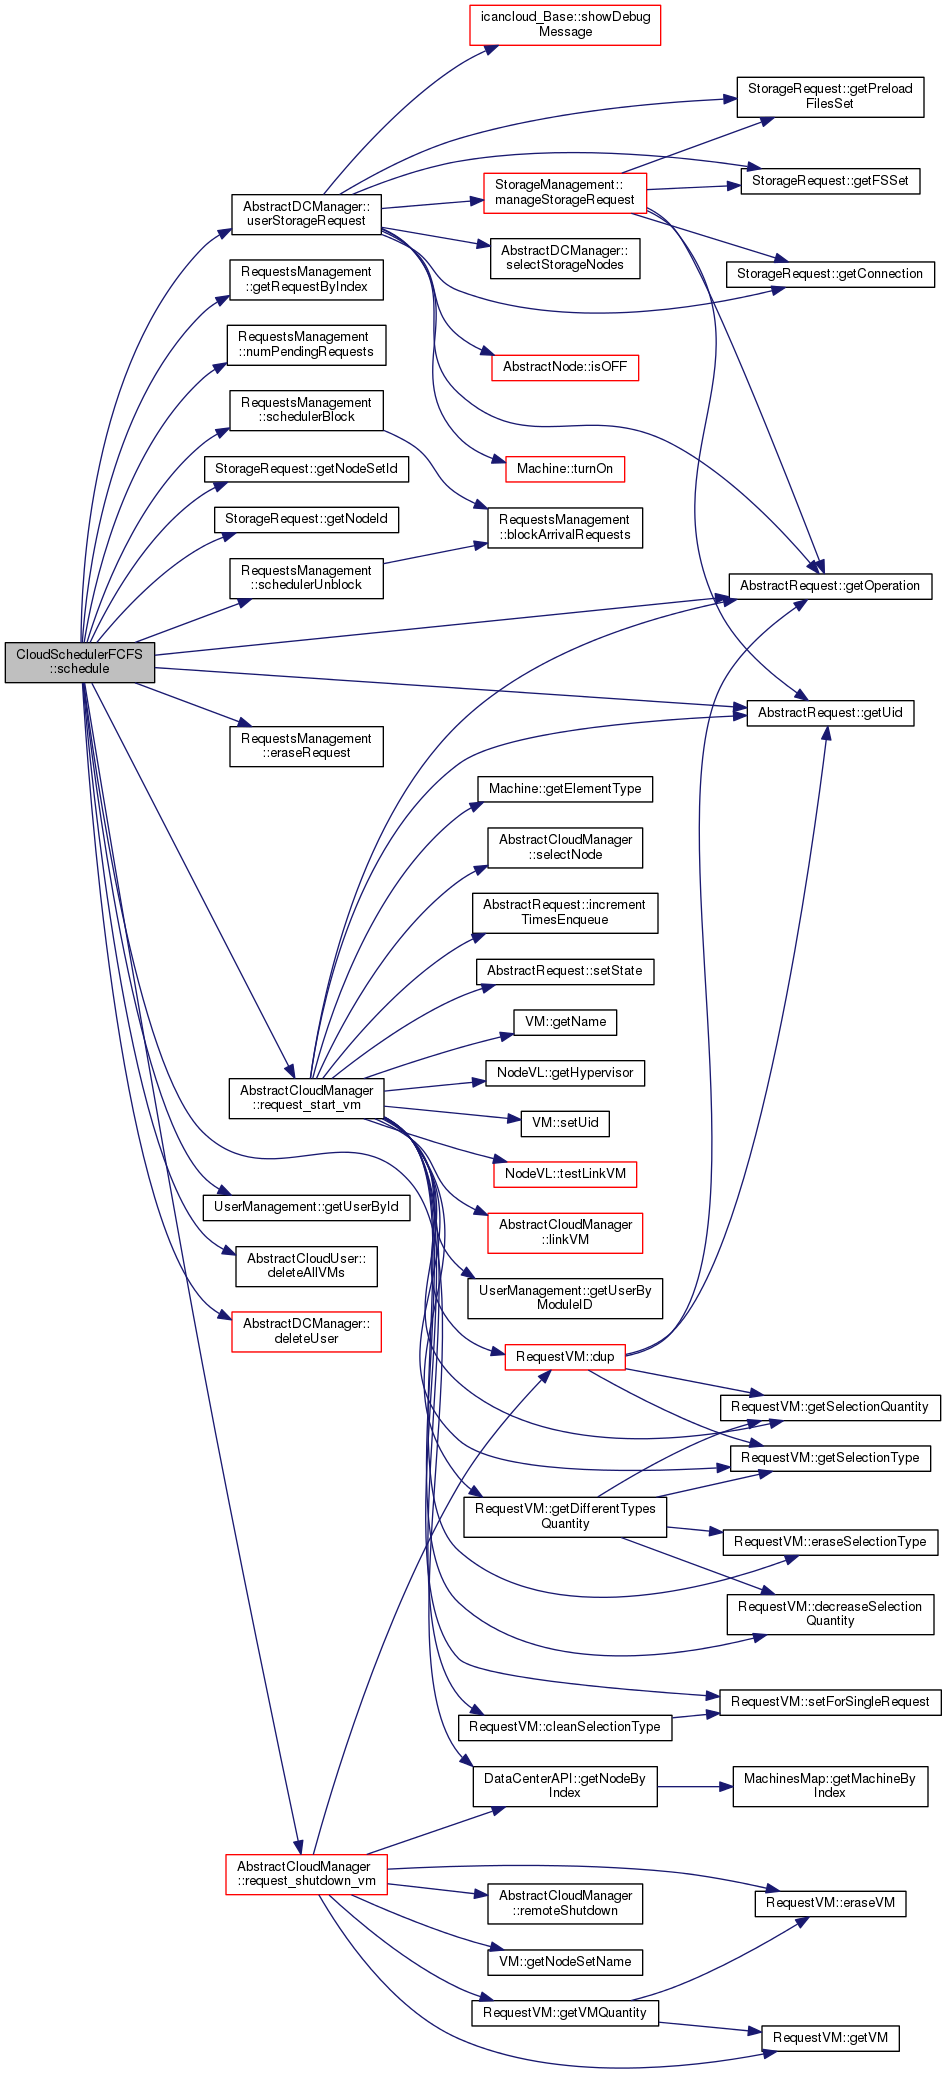 icancloud_Base::showDebug
Message
StorageRequest::getPreload
FilesSet
StorageRequest::getFSSet
AbstractDCManager::
userStorageRequest
StorageManagement::
manageStorageRequest
AbstractDCManager::
selectStorageNodes
StorageRequest::getConnection
RequestsManagement
::getRequestByIndex
RequestsManagement
::numPendingRequests
AbstractNode::isOFF
RequestsManagement
::schedulerBlock
StorageRequest::getNodeSetId
Machine::turnOn
StorageRequest::getNodeId
RequestsManagement
::blockArrivalRequests
RequestsManagement
::schedulerUnblock
AbstractRequest::getOperation
CloudSchedulerFCFS
::schedule
AbstractRequest::getUid
RequestsManagement
::eraseRequest
Machine::getElementType
AbstractCloudManager
::selectNode
AbstractRequest::increment
TimesEnqueue
AbstractRequest::setState
VM::getName
NodeVL::getHypervisor
AbstractCloudManager
::request_start_vm
VM::setUid
NodeVL::testLinkVM
UserManagement::getUserById
AbstractCloudManager
::linkVM
AbstractCloudUser::
deleteAllVMs
UserManagement::getUserBy
ModuleID
AbstractDCManager::
deleteUser
RequestVM::dup
RequestVM::getSelectionQuantity
RequestVM::getSelectionType
RequestVM::getDifferentTypes
Quantity
RequestVM::eraseSelectionType
RequestVM::decreaseSelection
Quantity
RequestVM::setForSingleRequest
RequestVM::cleanSelectionType
DataCenterAPI::getNodeBy
Index
MachinesMap::getMachineBy
Index
AbstractCloudManager
::request_shutdown_vm
AbstractCloudManager
::remoteShutdown
RequestVM::eraseVM
VM::getNodeSetName
RequestVM::getVMQuantity
RequestVM::getVM